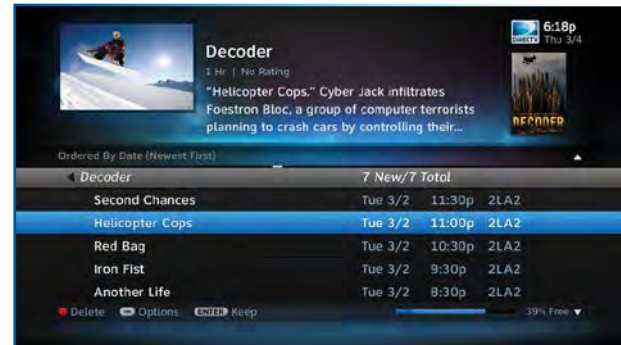 Decoder
1 Hr | No Rating
"Helicopter Cops." Cyber Jack infiltrates
Foestron Bloc, a group of computer terrorists
planning to crash cars by controlling their...
6:18p
DIRECTV Thu 3/4
DECODER
Ordered By Date (Newest First)
Decoder 7 New/7 Total
Second Chances Tue 3/2 11:30p 2LA2
Helicopter Cops Tue 3/2 11:00p 2LA2
Red Bag Tue 3/2 10:30p 2LA2
Iron Fist Tue 3/2 9:30p 2LA2
Another Life Tue 3/2 8:30p 2LA2
Delete Options ENTER Keep 39% Free